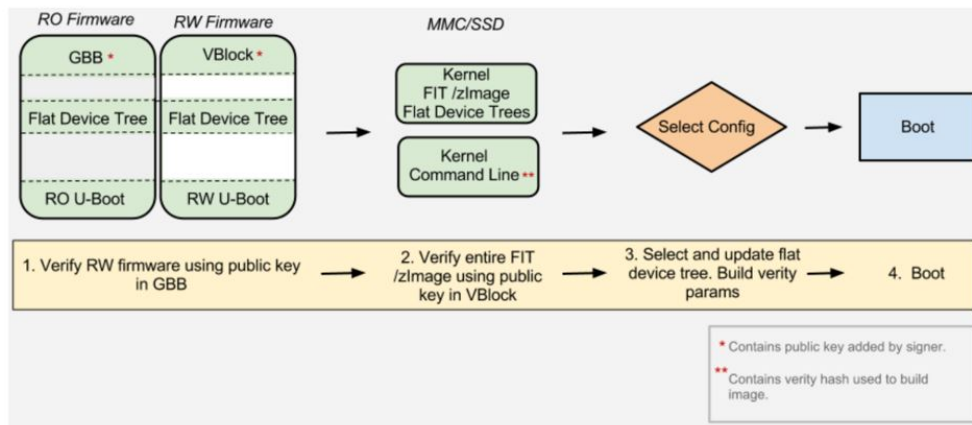 RO Firmware
RW Firmware
MMC/SSD
GBB *
VBlock *
Flat Device Tree
Flat Device Tree
RO U-Boot
RW U-Boot
Kernel
FIT /zImage
Flat Device Trees
Kernel
Command Line **
Select Config
Boot
1. Verify RW firmware using public key
in GBB
2. Verify entire FIT
/zImage using public
key in VBlock
3. Select and update flat
device tree. Build verity
params
4. Boot
* Contains public key added by signer.
** Contains verity hash used to build
image.